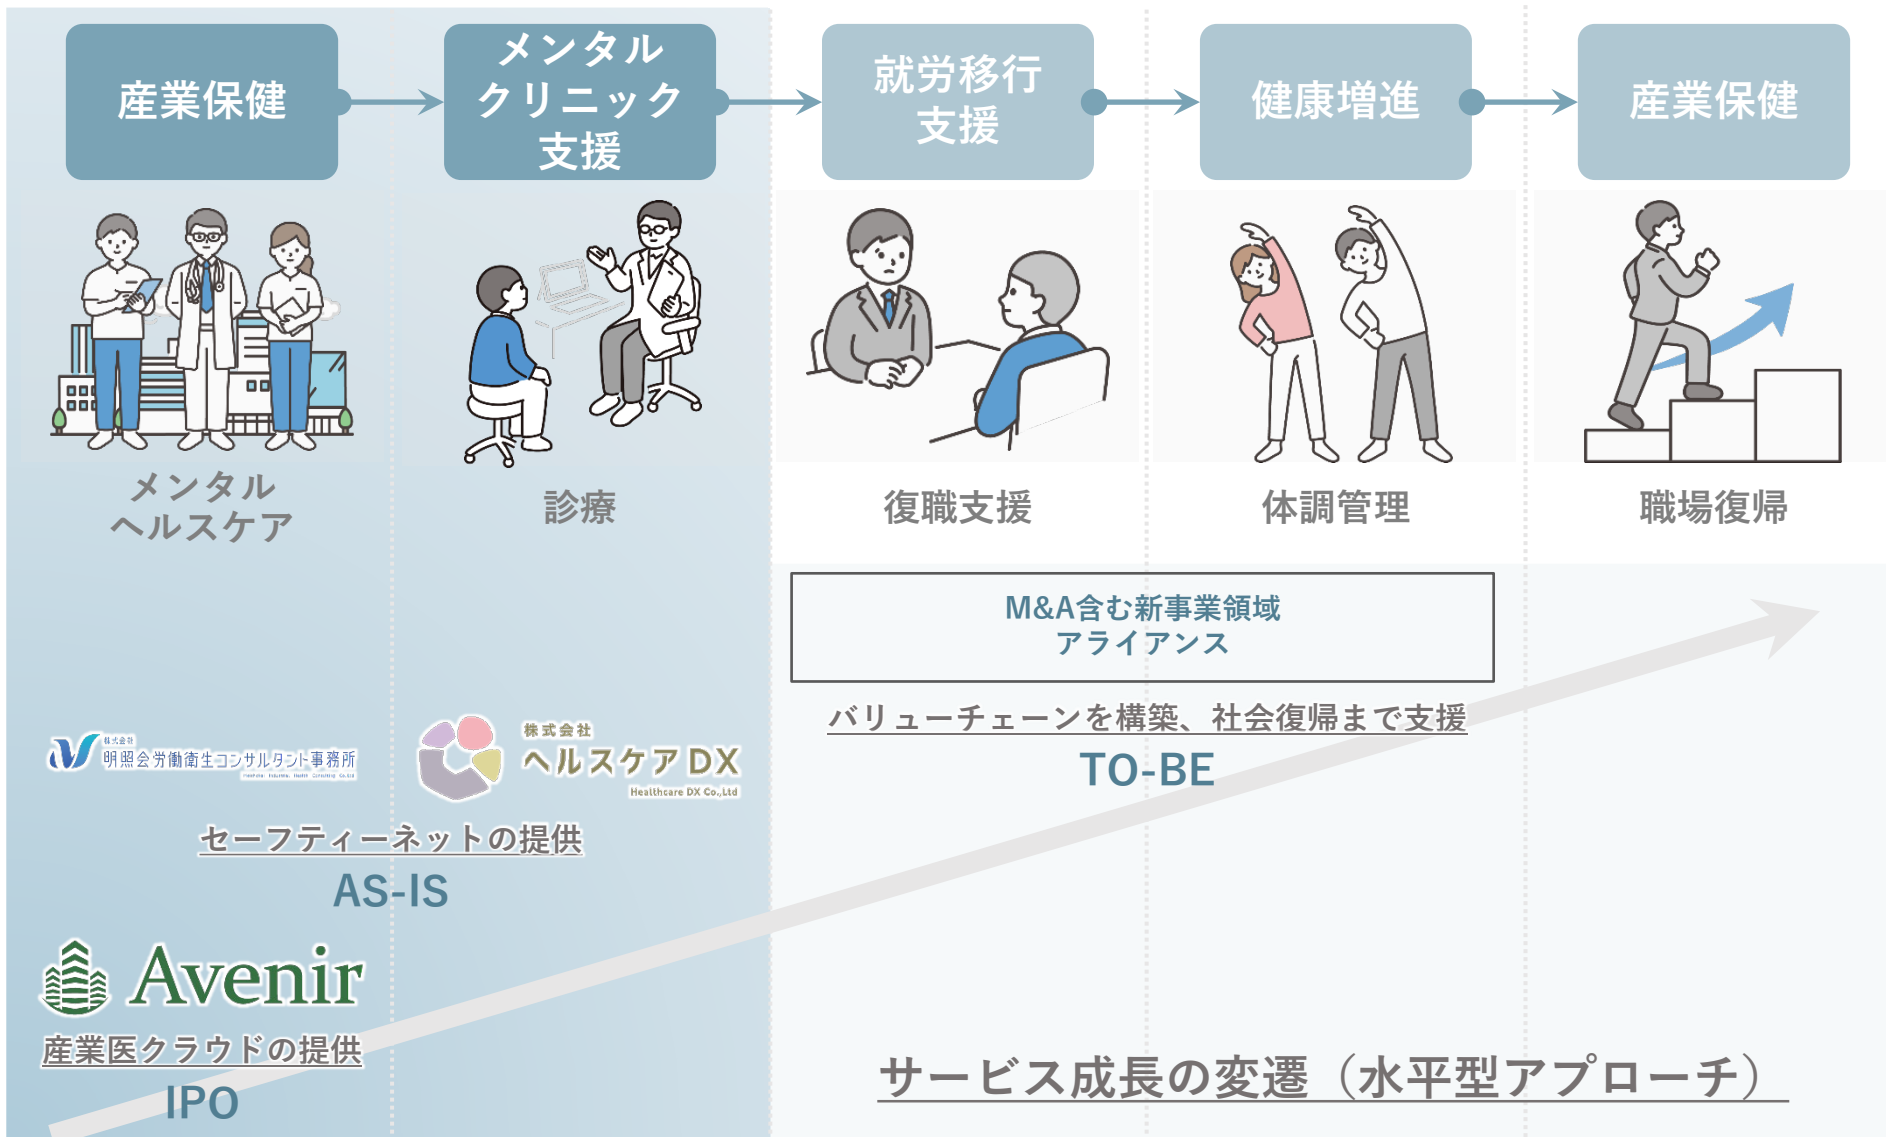 産業保健
メンタル
クリニック
支援
就労移行
支援
健康増進
産業保健
メンタル
ヘルスケア
診療
復職支援
体調管理
職場復帰
M&A含む新事業領域
アライアンス
バリューチェーンを構築、社会復帰まで支援
TO-BE
株式会社
明照会労働衛生コンサルタント事務所
株式会社
ヘルスケアDX
Healthcare DX Co.,Ltd
セーフティーネットの提供
AS-IS
Avenir
産業医クラウドの提供
IPO
サービス成長の変遷（水平型アプローチ）